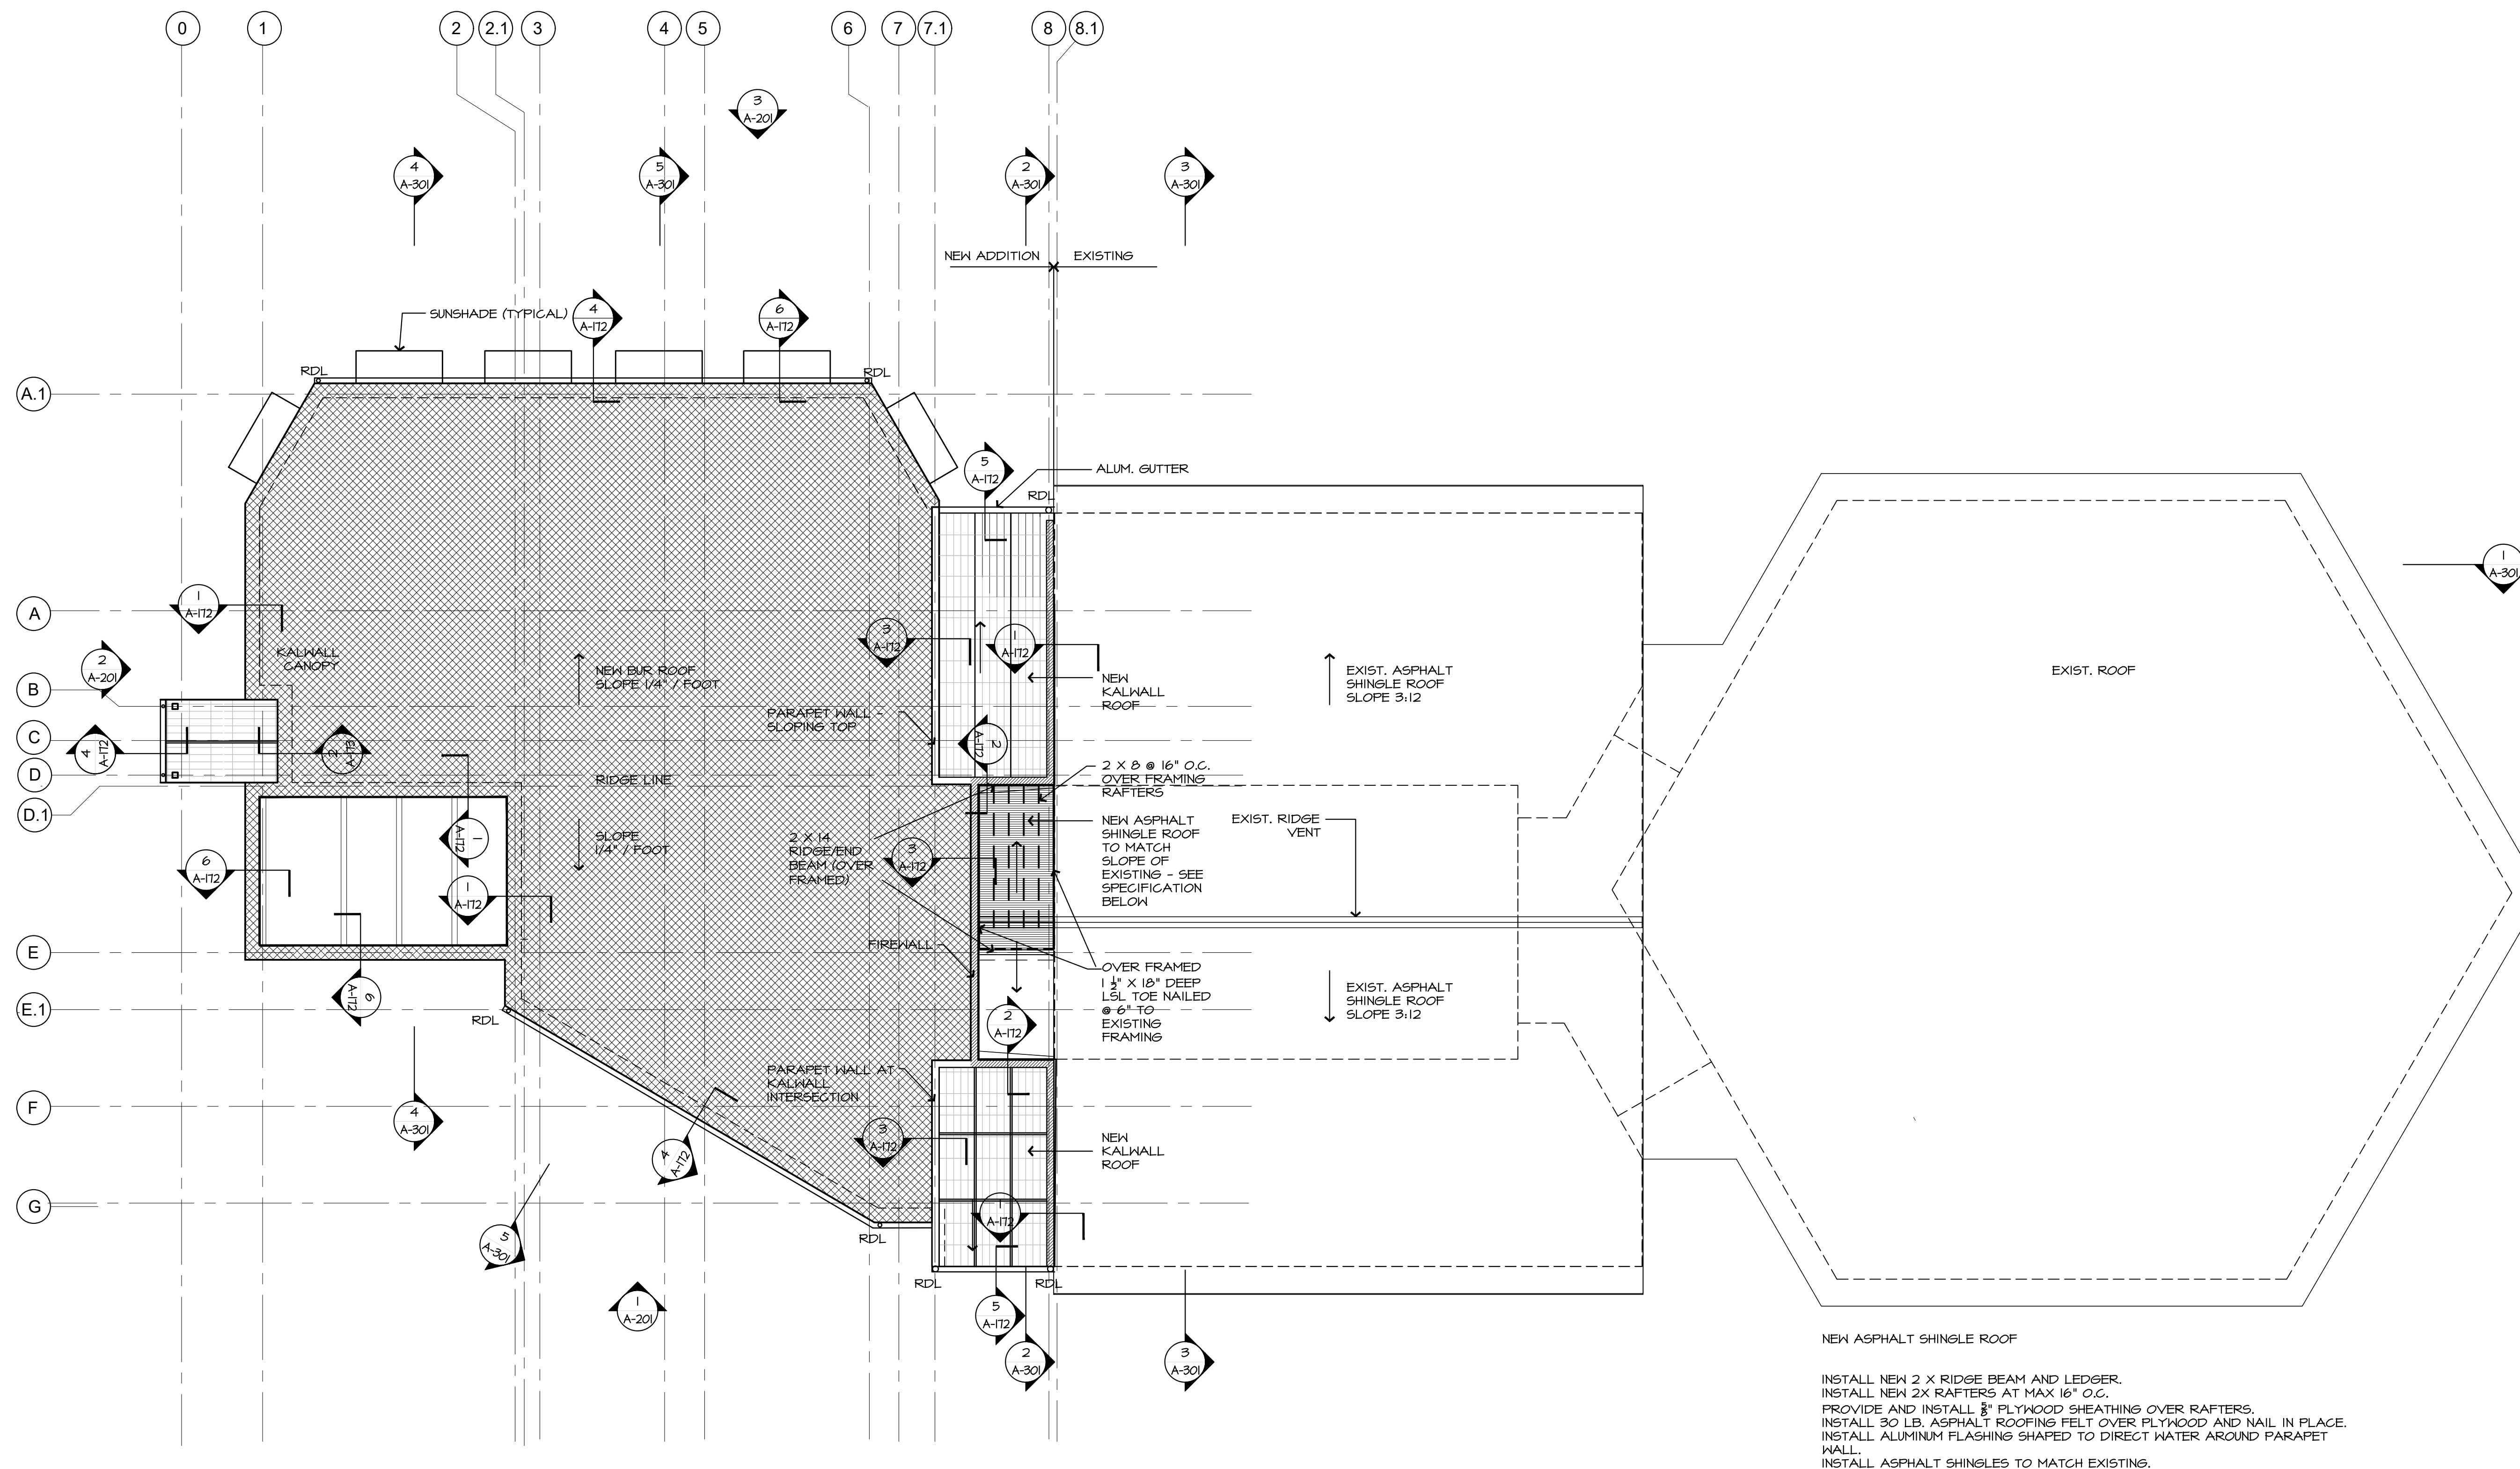 0 1 2 2.1 3 4 5 6 7 7.1 8 8.1
3
A-201
4
A-301
5
A-301
2
A-301
3
A-301
NEW ADDITION EXISTING
SUNSHADE (TYPICAL)
4
A-172
6
A-172
RDL
RDL
A.1
5
A-172
ALUM. GUTTER
RDL
1
A-301
1
A-172
A
3
A-172
1
A-172
KALWALL
CANOPY
2
A-201
NEW BUR ROOF
SLOPE 1/4" / FOOT
NEW
KALWALL
ROOF
EXIST. ASPHALT
SHINGLE ROOF
SLOPE 3:12
EXIST. ROOF
B
PARAPET WALL -
SLOPING TOP
C
4
A-172
2
A-173
2
A-172
D
RIDGE LINE
2 X 8 @ 16" O.C.
OVER FRAMING
RAFTERS
D.1
1
A-172
SLOPE
1/4" / FOOT
2 X 14
RIDGE/END
BEAM (OVER
FRAMED)
3
A-172
NEW ASPHALT
SHINGLE ROOF
TO MATCH
SLOPE OF
EXISTING - SEE
SPECIFICATION
BELOW
EXIST. RIDGE
VENT
6
A-172
1
A-172
E
FIREWALL
OVER FRAMED
1 1/2" X 18" DEEP
LSL TOE NAILED
@ 6" TO
EXISTING
FRAMING
EXIST. ASPHALT
SHINGLE ROOF
SLOPE 3:12
6
A-172
E.1
RDL
2
A-172
PARAPET WALL AT
KALWALL
INTERSECTION
F
4
A-301
4
A-172
3
A-172
NEW
KALWALL
ROOF
G
5
A-301
1
A-172
RDL
RDL
RDL
1
A-201
5
A-172
2
A-301
3
A-301
NEW ASPHALT SHINGLE ROOF
INSTALL NEW 2 X RIDGE BEAM AND LEDGER.
INSTALL NEW 2X RAFTERS AT MAX 16" O.C.
PROVIDE AND INSTALL 5/8" PLYWOOD SHEATHING OVER RAFTERS.
INSTALL 30 LB. ASPHALT ROOFING FELT OVER PLYWOOD AND NAIL IN PLACE.
INSTALL ALUMINUM FLASHING SHAPED TO DIRECT WATER AROUND PARAPET
WALL.
INSTALL ASPHALT SHINGLES TO MATCH EXISTING.